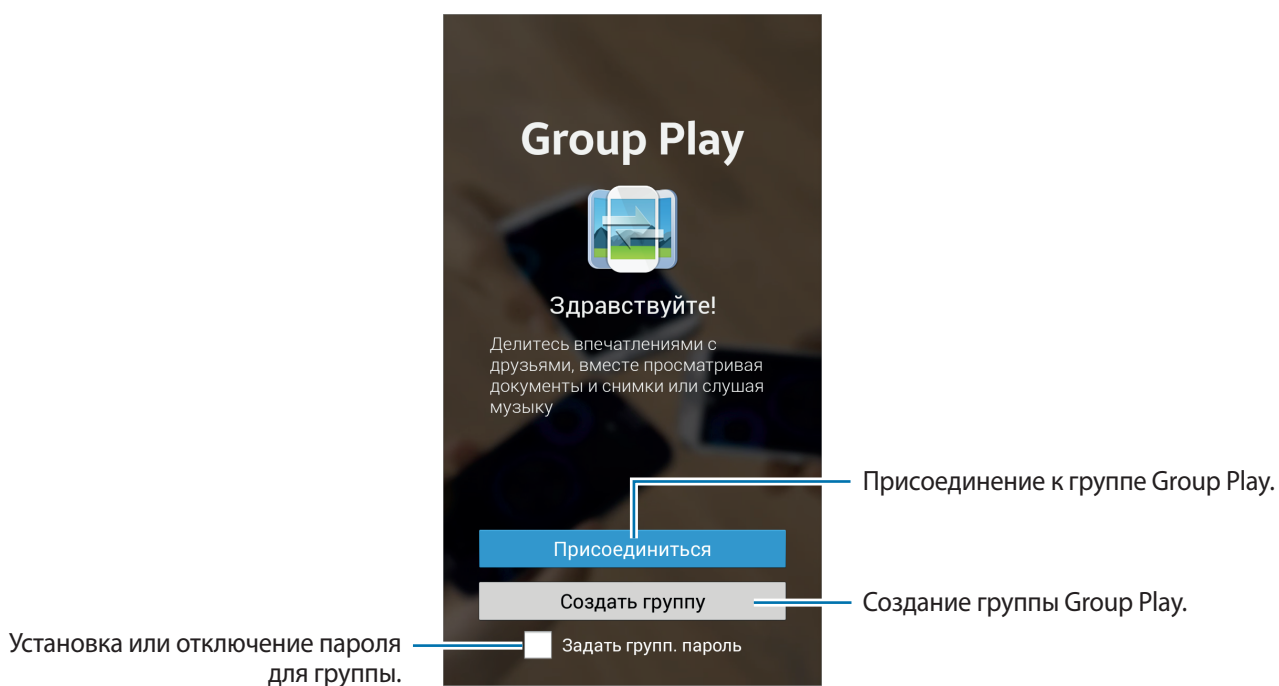 Group Play
Здравствуйте!
Делитесь впечатлениями с
друзьями, вместе просматривая
документы и снимки или слушая
музыку
Присоединение к группе Group Play.
Присоединиться
Создать группу
Создание группы Group Play.
Установка или отключение пароля
для группы.
Задать групп. пароль